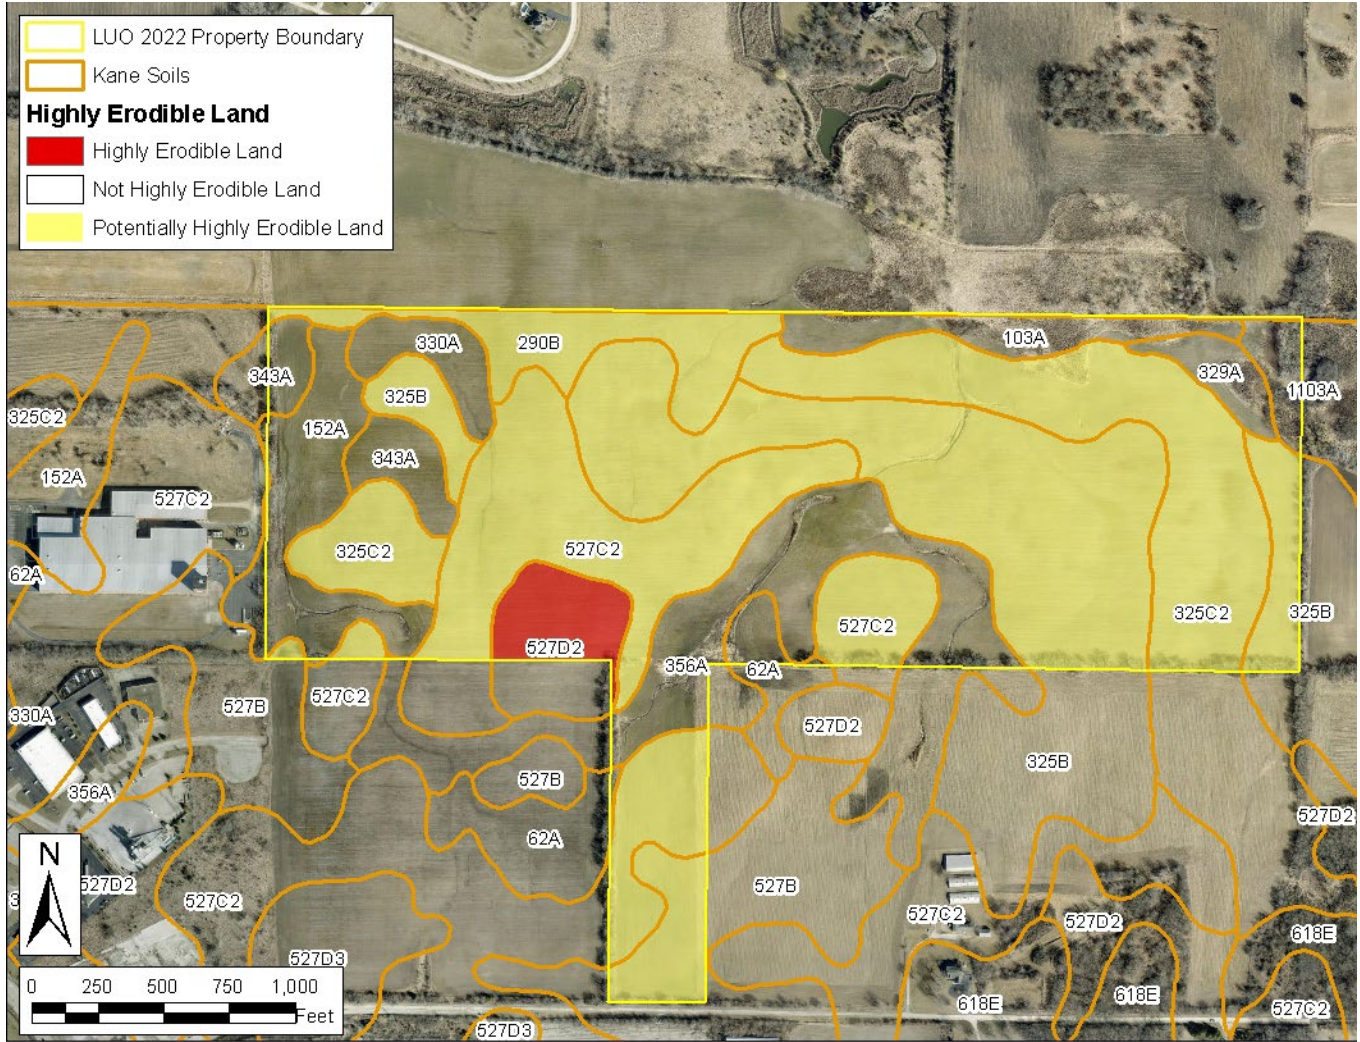 LUO 2022 Property Boundary
Kane Soils
Highly Erodible Land
Highly Erodible Land
Not Highly Erodible Land
Potentially Highly Erodible Land
330A
290B
103A
343A
329A
1103A
325C2
325B
152A
343A
152A
527C2
325C2
527C2
62A
527C2
325C2
325B
527D2
356A
62A
527B
527C2
330A
527D2
527B
325B
356A
527D2
62A
527D2
527B
527C2
527C2
527D2
618E
527D3
618E
618E
527C2
527D3
N
0 250 500 750 1,000
Feet